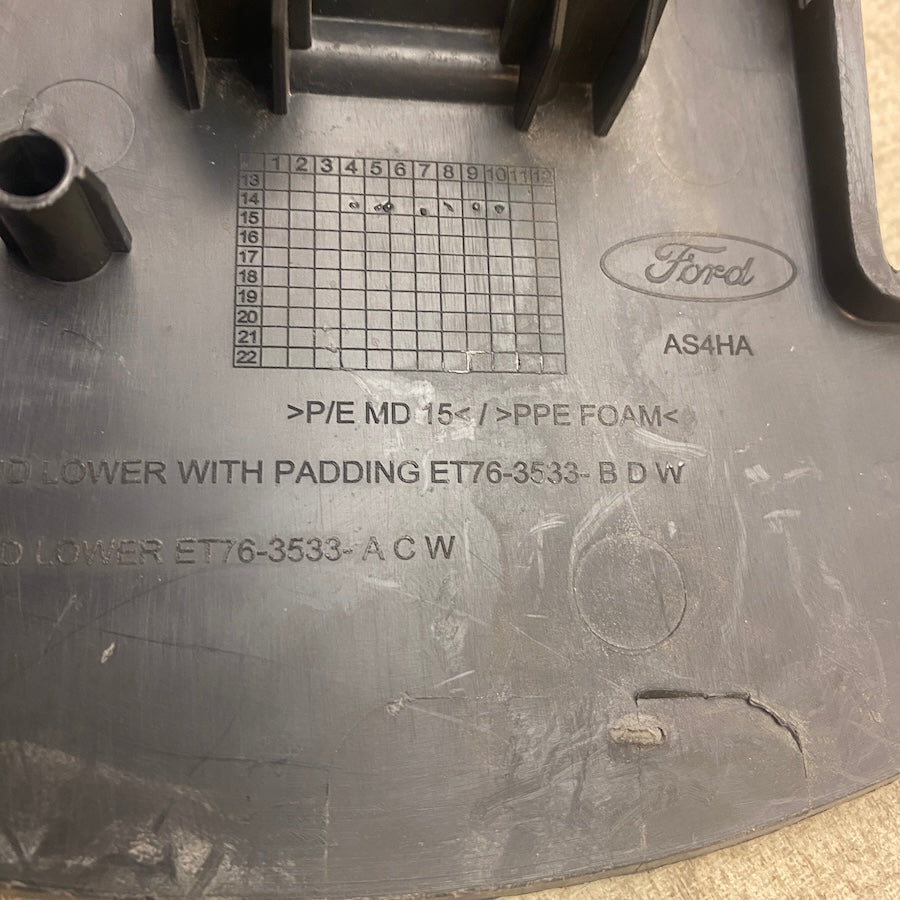 1 2 3 4 5 6 7 8 9 10 11 12
13
14
15
16
17
18
19
20
21
22
Ford
AS4HA
>P/E MD 15< / >PPE FOAM<
D LOWER WITH PADDING ET76-3533- B D W
D LOWER ET76-3533- A C W